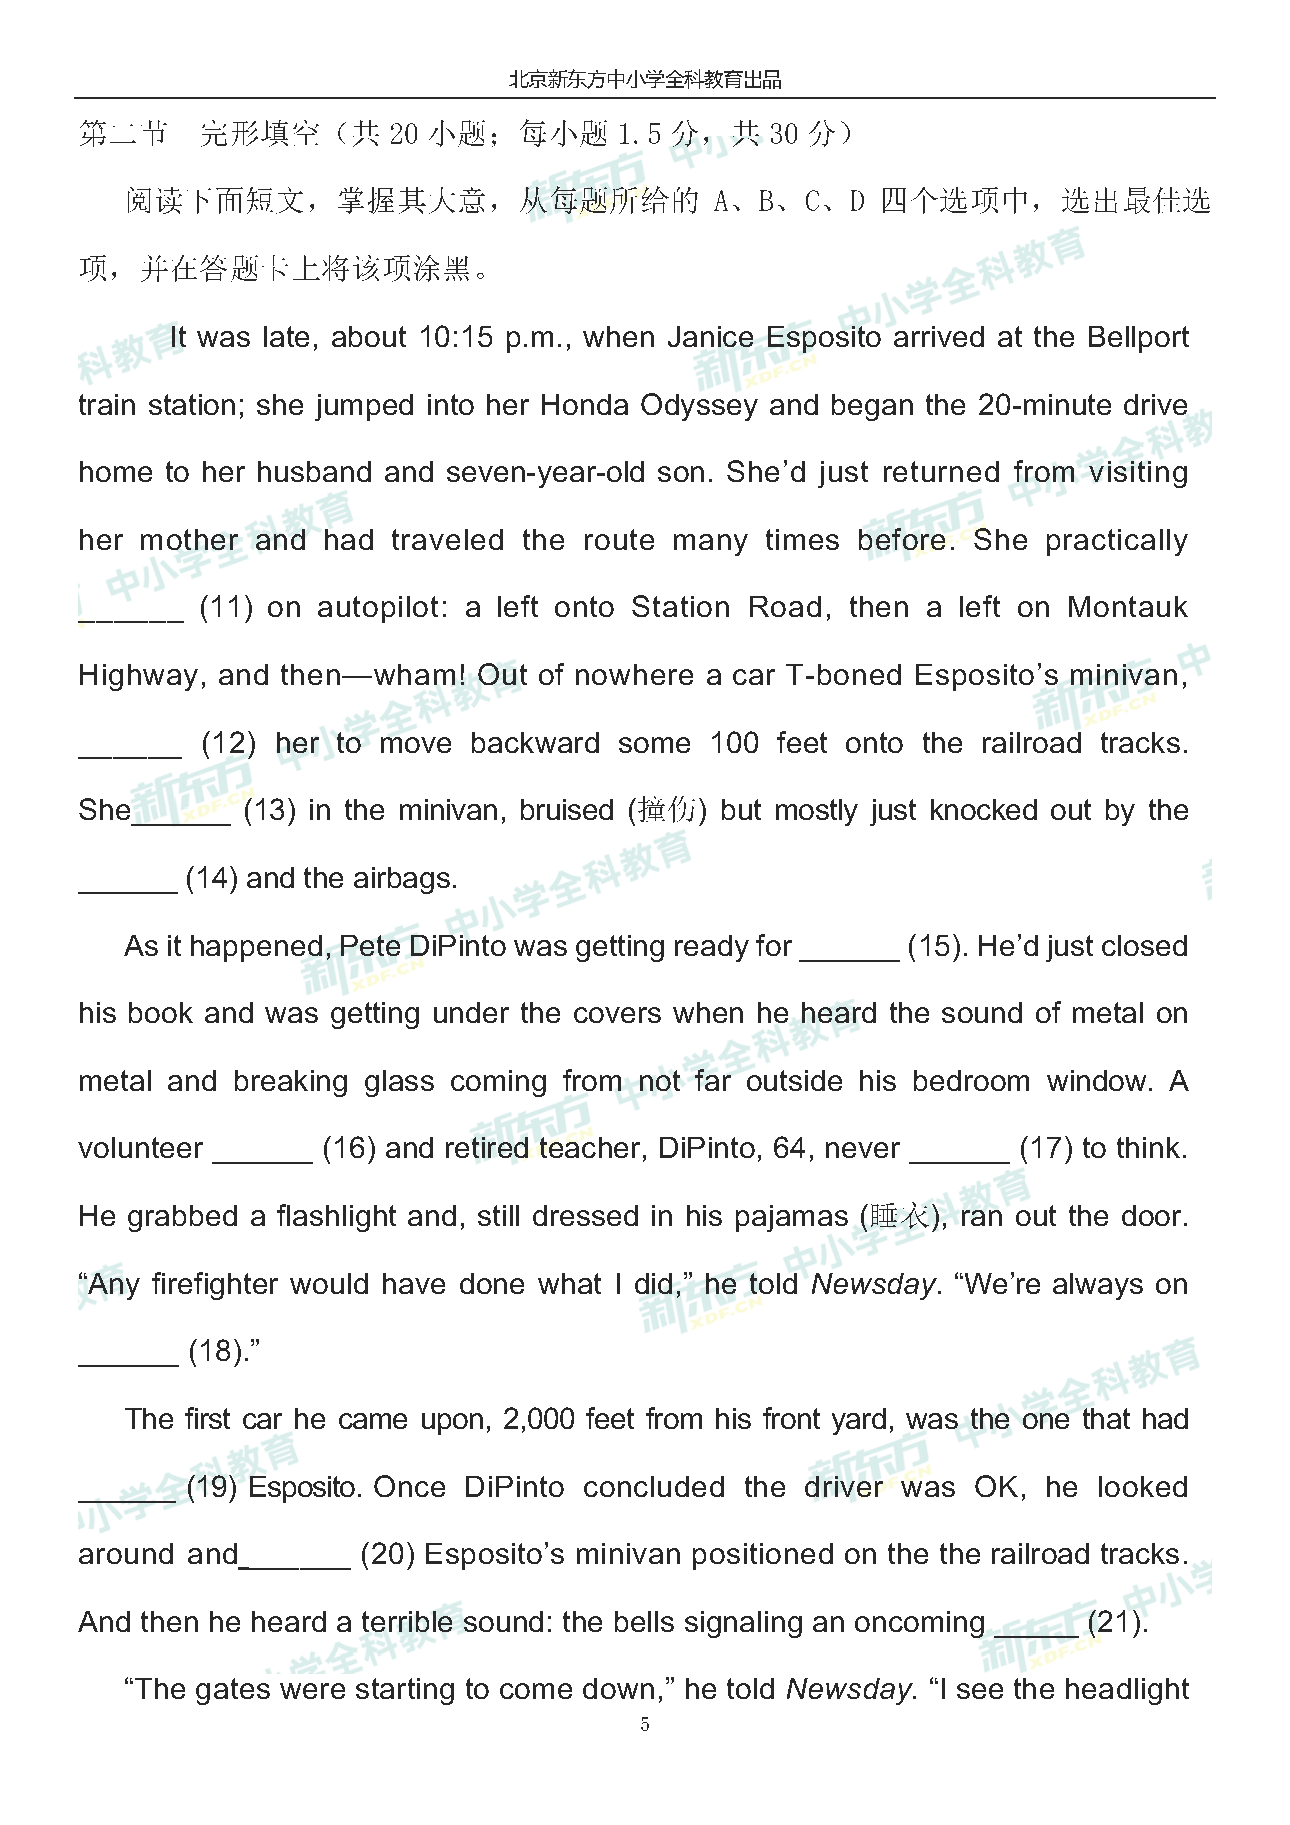 北京新东方中小学全科教育出品
第二节 完形填空（共 20 小题；每小题 1.5 分，共 30 分）
阅读下面短文，掌握其大意，从每题所给的 A、B、C、D 四个选项中，选出最佳选
项，并在答题卡上将该项涂黑。
It was late, about 10:15 p.m., when Janice Esposito arrived at the Bellport
train station; she jumped into her Honda Odyssey and began the 20-minute drive
home to her husband and seven-year-old son. She’d just returned from visiting
her mother and had traveled the route many times before. She practically
______ (11) on autopilot: a left onto Station Road, then a left on Montauk
Highway, and then—wham! Out of nowhere a car T-boned Esposito’s minivan,
______ (12) her to move backward some 100 feet onto the railroad tracks.
She______ (13) in the minivan, bruised (撞伤) but mostly just knocked out by the
______ (14) and the airbags.
As it happened, Pete DiPinto was getting ready for ______ (15). He’d just closed
his book and was getting under the covers when he heard the sound of metal on
metal and breaking glass coming from not far outside his bedroom window. A
volunteer ______ (16) and retired teacher, DiPinto, 64, never ______ (17) to think.
He grabbed a flashlight and, still dressed in his pajamas (睡衣), ran out the door.
“Any firefighter would have done what I did,” he told Newsday. “We’re always on
______ (18).”
The first car he came upon, 2,000 feet from his front yard, was the one that had
______ (19) Esposito. Once DiPinto concluded the driver was OK, he looked
around and_______ (20) Esposito’s minivan positioned on the the railroad tracks.
And then he heard a terrible sound: the bells signaling an oncoming _____ (21).
“The gates were starting to come down,” he told Newsday. “I see the headlight
5